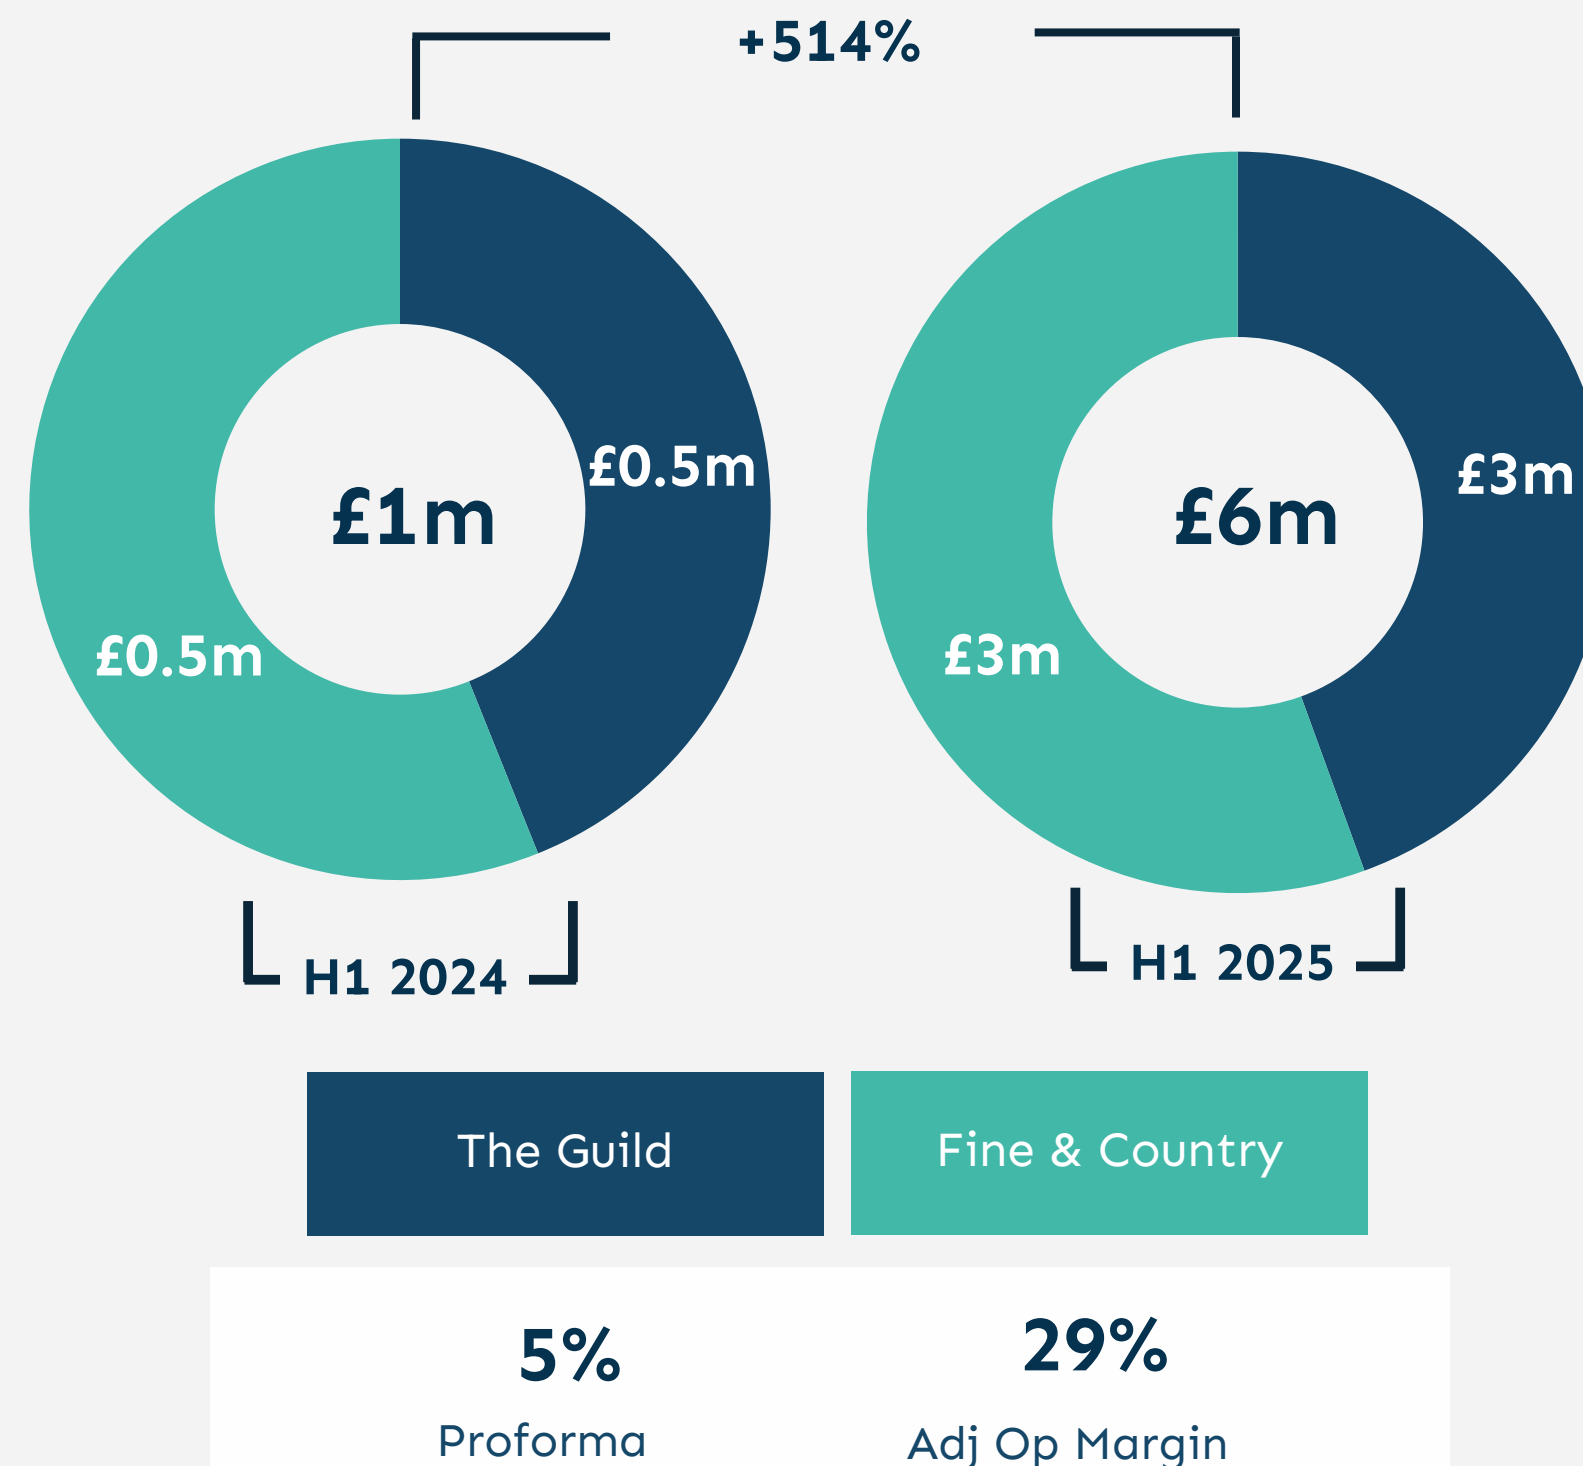 +514%
£0.5m
£1m
£0.5m
£3m
£6m
£3m
H1 2024
H1 2025
The Guild
Fine & Country
5%
29%
Proforma
Adj Op Margin